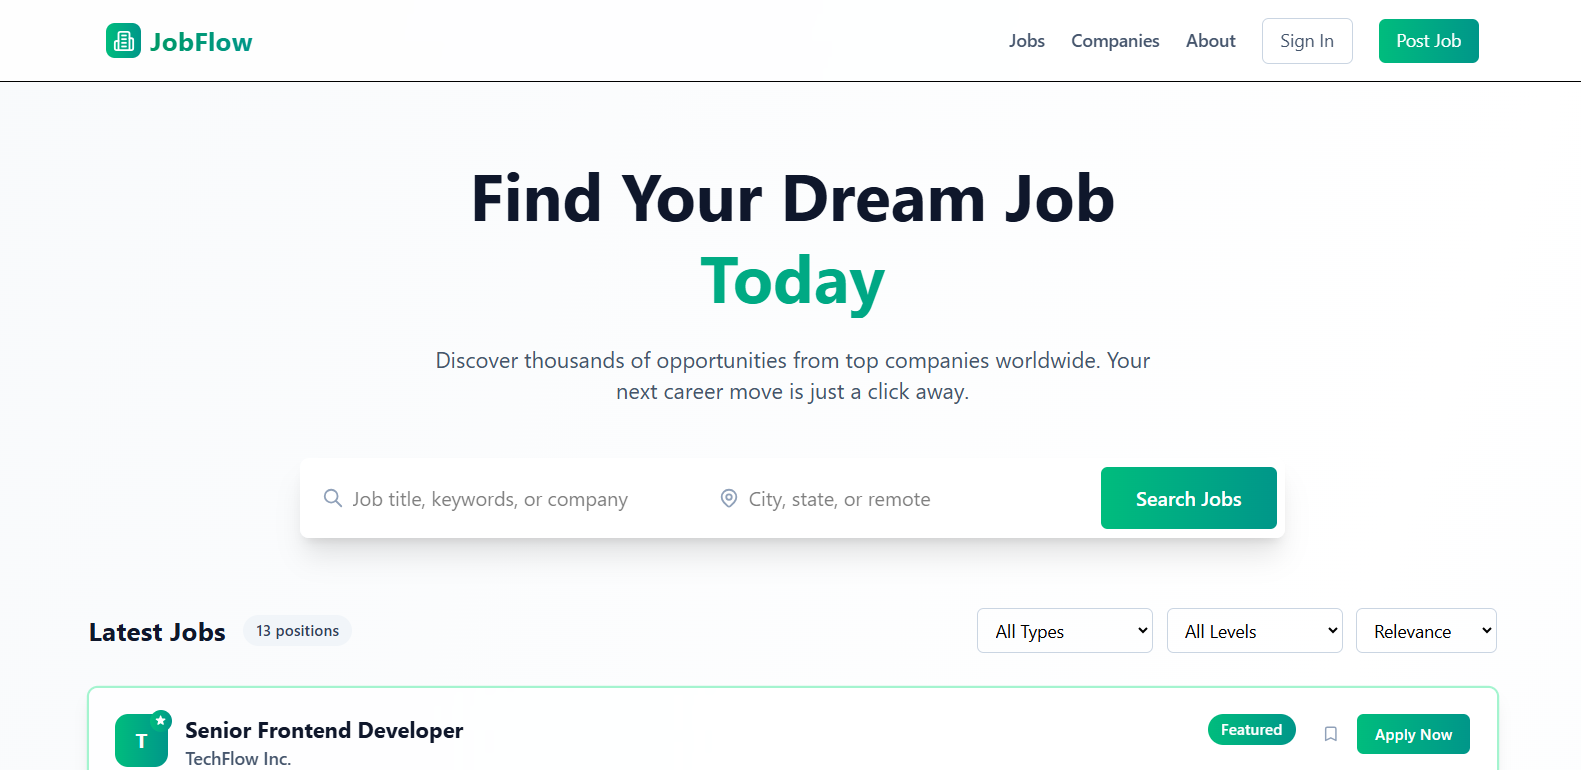 JobFlow
Jobs Companies About Sign In Post Job
Find Your Dream Job
Today
Discover thousands of opportunities from top companies worldwide. Your
next career move is just a click away.
Job title, keywords, or company City, state, or remote Search Jobs
Latest Jobs 13 positions All Types All Levels Relevance
T Senior Frontend Developer Featured Apply Now
TechFlow Inc.